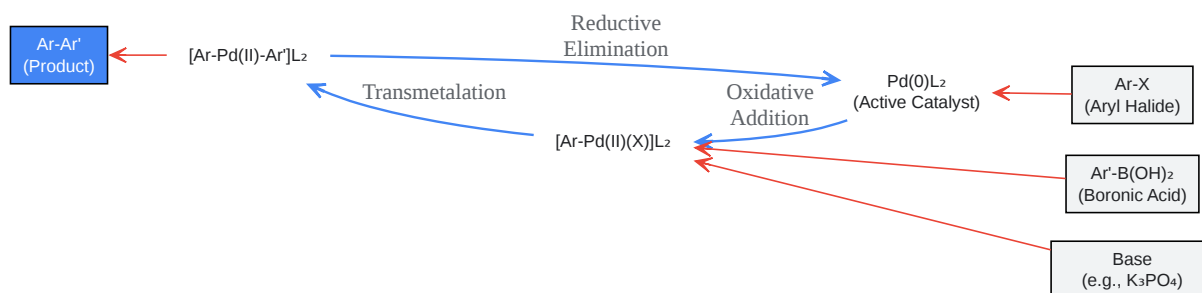 Ar-Ar'
(Product)
[Ar-Pd(II)-Ar']L₂
Reductive
Elimination
Transmetalation
Oxidative
Addition
Pd(0)L₂
(Active Catalyst)
[Ar-Pd(II)(X)]L₂
Ar-X
(Aryl Halide)
Ar'-B(OH)₂
(Boronic Acid)
Base
(e.g., K₃PO₄)